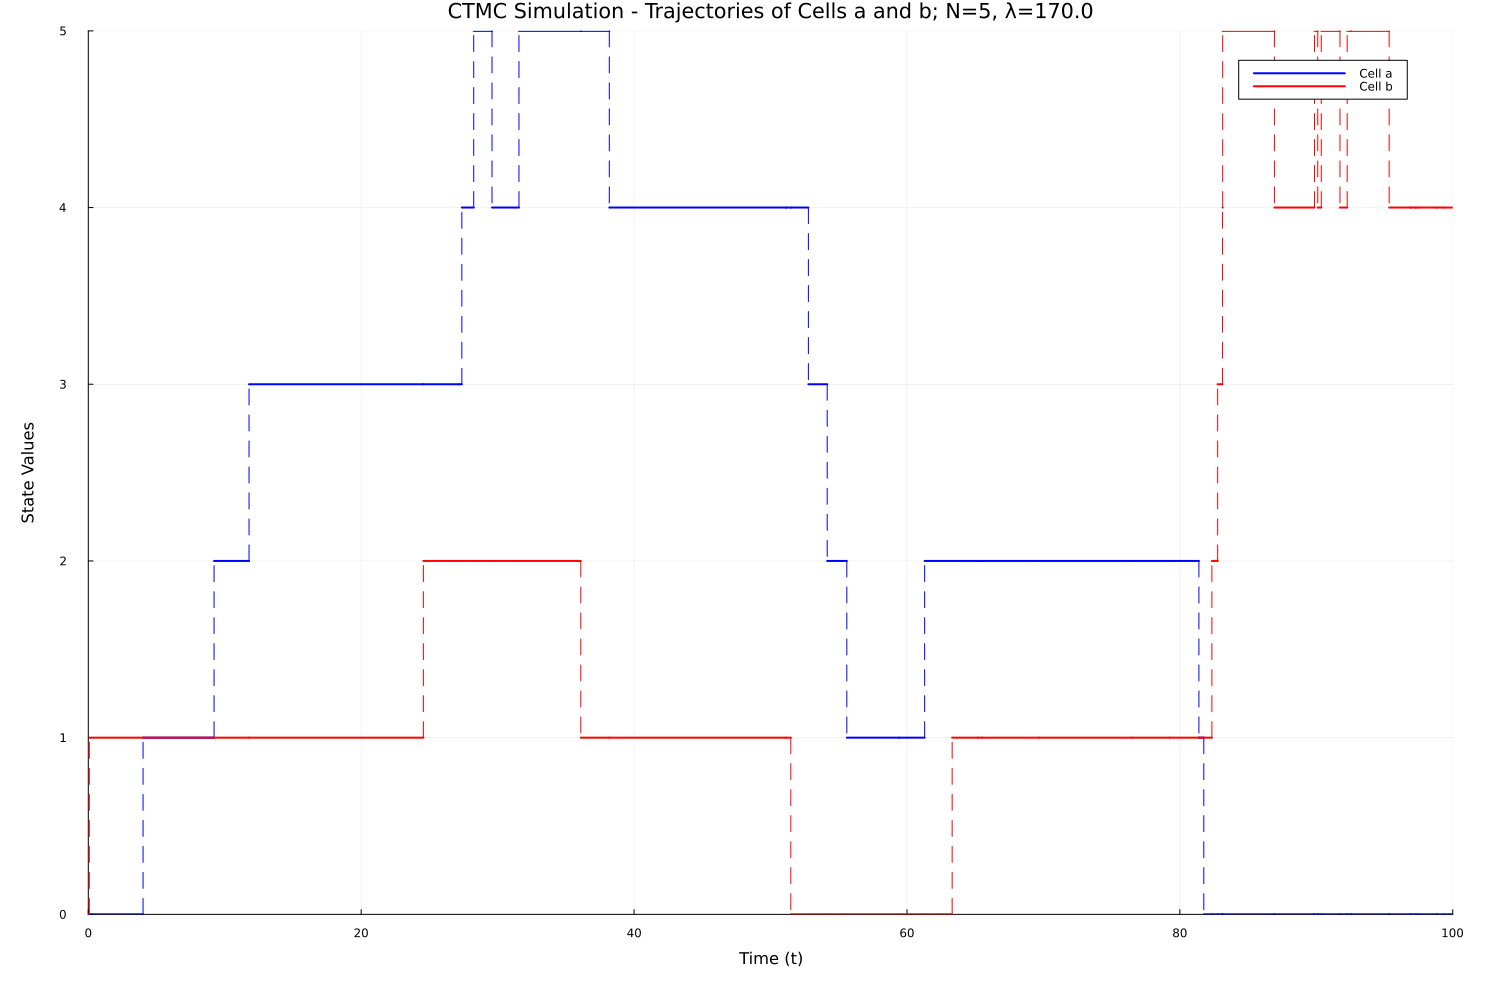 CTMC Simulation - Trajectories of Cells a and b; N=5, λ=170.0
5
4
3
2
1
0
State Values
Cell a
Cell b
0 20 40 60 80 100
Time (t)